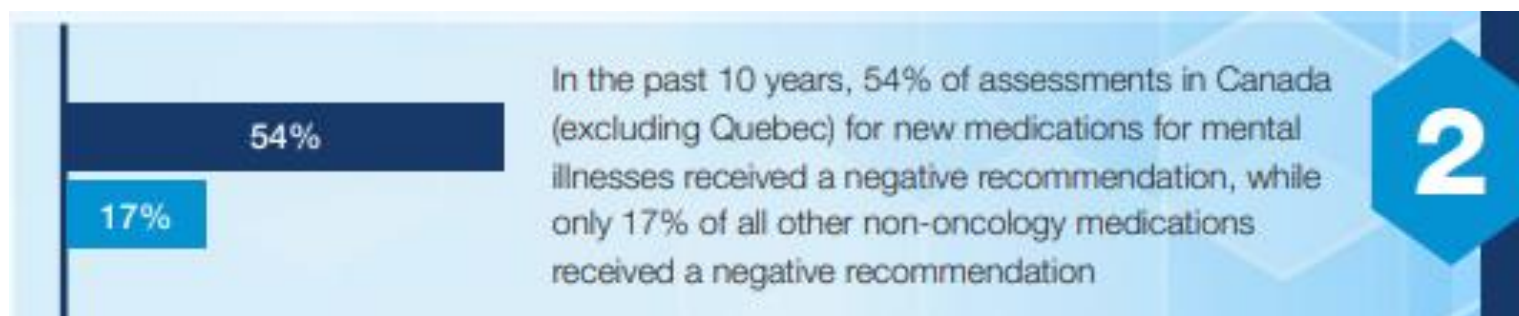 54%
17%
In the past 10 years, 54% of assessments in Canada
(excluding Quebec) for new medications for mental
illnesses received a negative recommendation, while
only 17% of all other non-oncology medications
received a negative recommendation
2